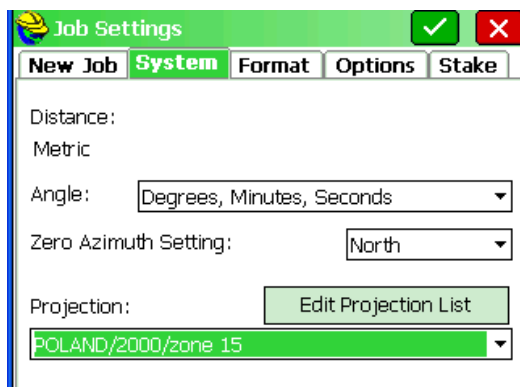 Job Settings
New Job System Format Options Stake
Distance:
Metric
Angle: Degrees, Minutes, Seconds
Zero Azimuth Setting: North
Projection: Edit Projection List
POLAND/2000/zone 15